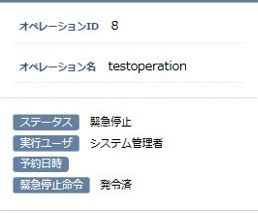 オペレーションID 8
オペレーション名 testoperation
ステータス 緊急停止
実行ユーザ システム管理者
予約日時
緊急停止命令 発令済